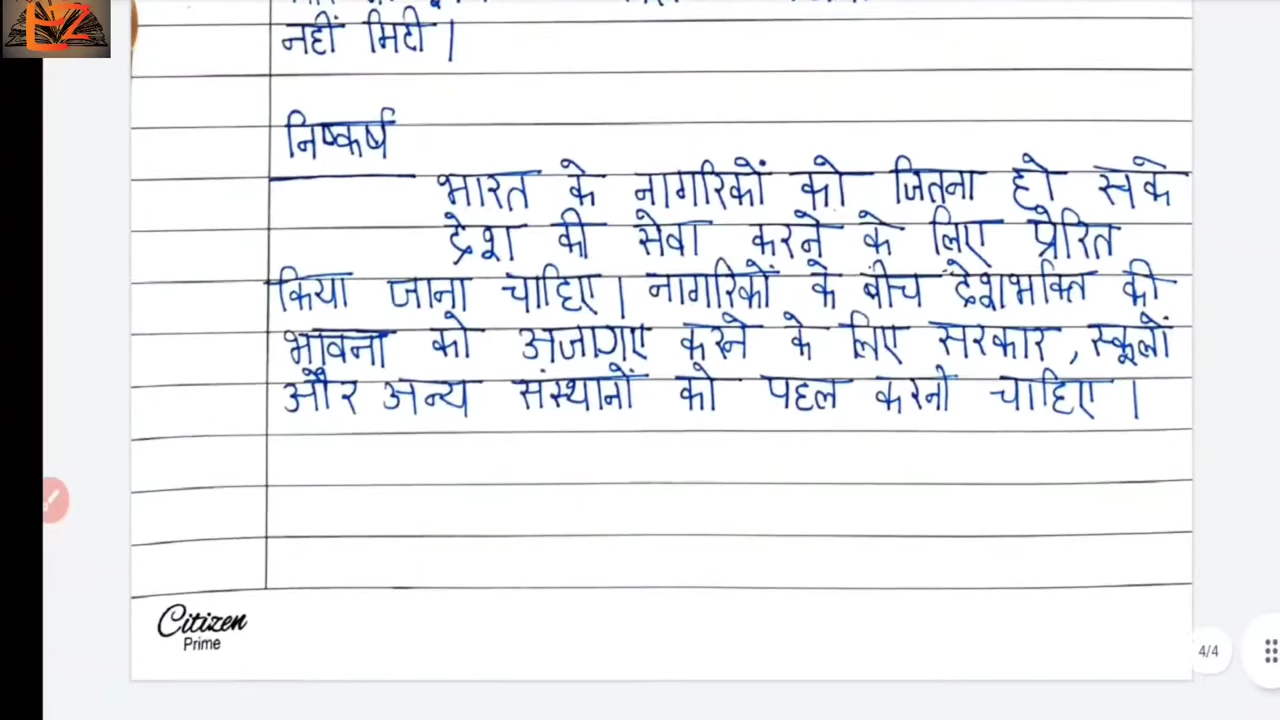 नहीं मिटी ।
निष्कर्ष
भारत के नागरिकों को जितना हो सके
देश की सेवा करने के लिए प्रेरित
किया जाना चाहिए। नागरिकों के बीच देशभक्ति की
भावना को अजागए करने के लिए सरकार, स्कूलों
और अन्य संस्थानों को पहल करनी चाहिए ।
Citizen
Prime
4/4